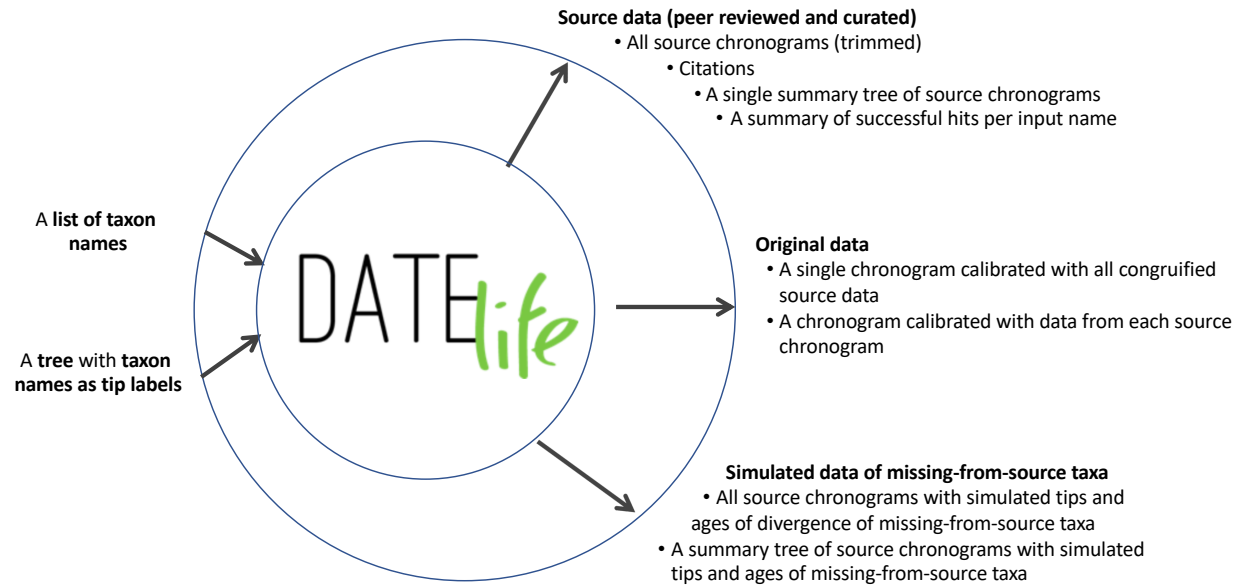 Source data (peer reviewed and curated)
• All source chronograms (trimmed)
• Citations
• A single summary tree of source chronograms
• A summary of successful hits per input name
A list of taxon
names
DATE
life
A tree with taxon
names as tip labels
Original data
• A single chronogram calibrated with all congruified
source data
• A chronogram calibrated with data from each source
chronogram
Simulated data of missing-from-source taxa
• All source chronograms with simulated tips and
ages of divergence of missing-from-source taxa
• A summary tree of source chronograms with simulated
tips and ages of missing-from-source taxa